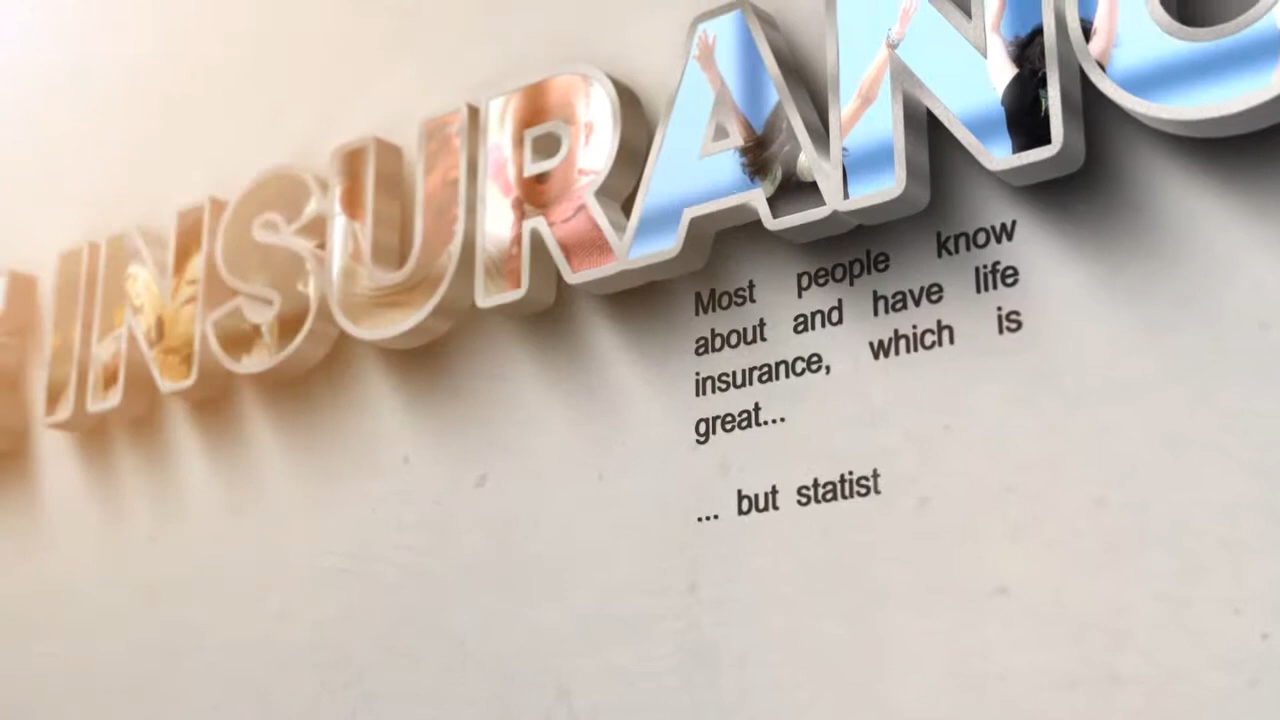 INSURANC
Most people know
about and have life
insurance, which is
great...
... but statist